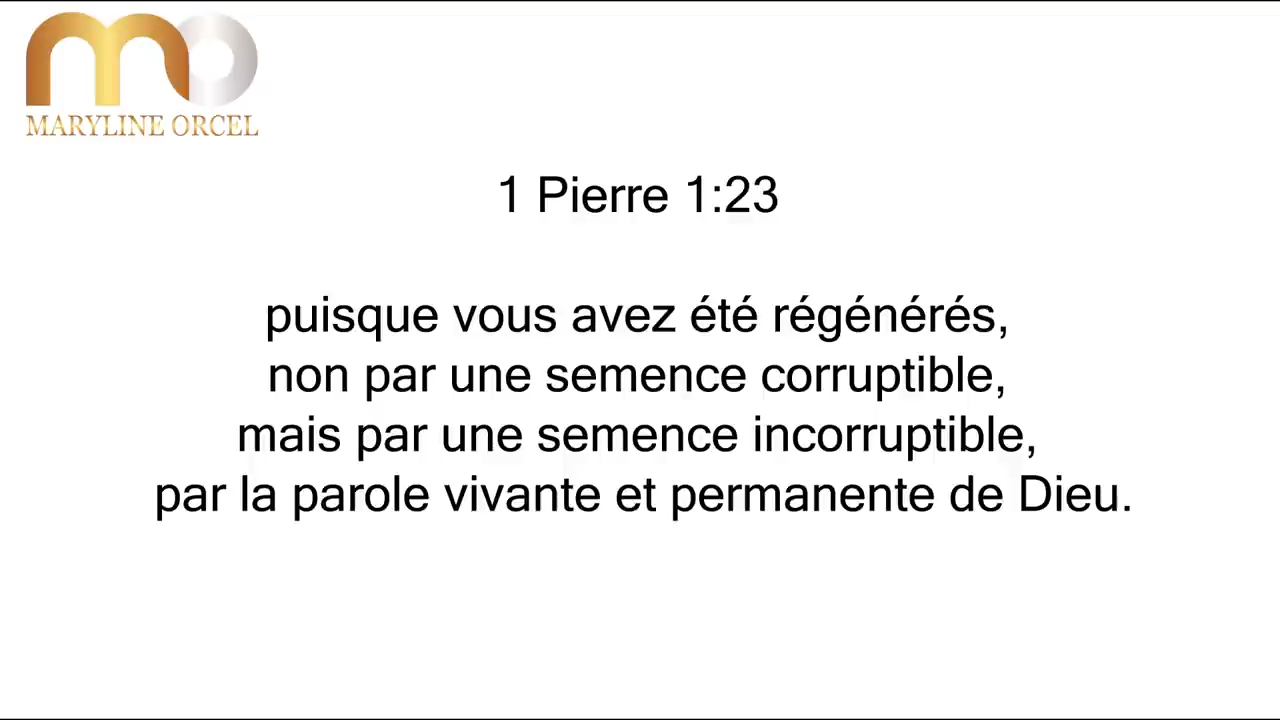 mo
MARYLINE ORCEL
1 Pierre 1:23
puisque vous avez été régénérés,
non par une semence corruptible,
mais par une semence incorruptible,
par la parole vivante et permanente de Dieu.